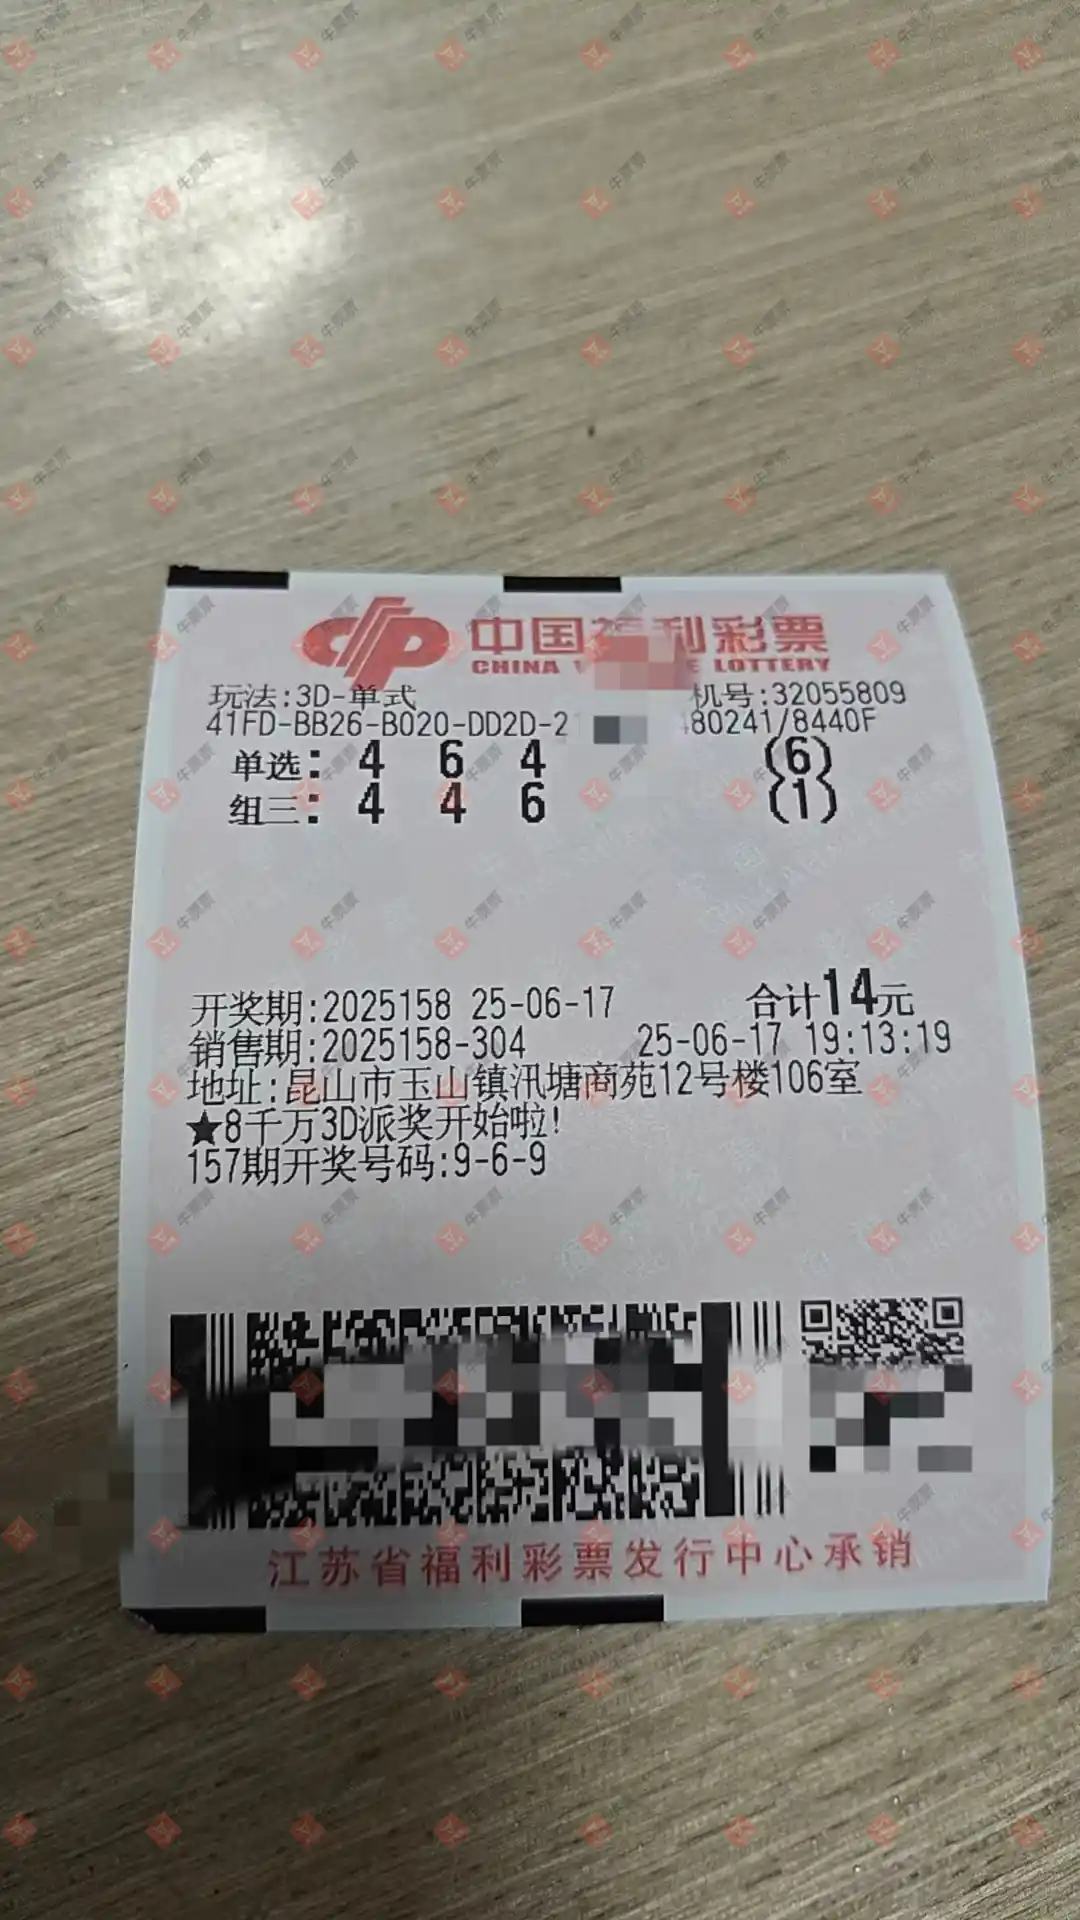 中国福利彩票
CHINA E LOTTERY
玩法:3D-单式 机号:32055809
41FD-BB26-B020-DD2D-2 480241/8440F
单选: 4 6 4 (6)
组三: 4 4 6 (1)
开奖期:2025158 25-06-17 合计14元
销售期:2025158-304 25-06-17 19:13:19
地址:昆山市玉山镇汛塘商苑12号楼106室
★8千万3D派奖开始啦!
157期开奖号码:9-6-9
江苏省福利彩票发行中心承销
牛票票